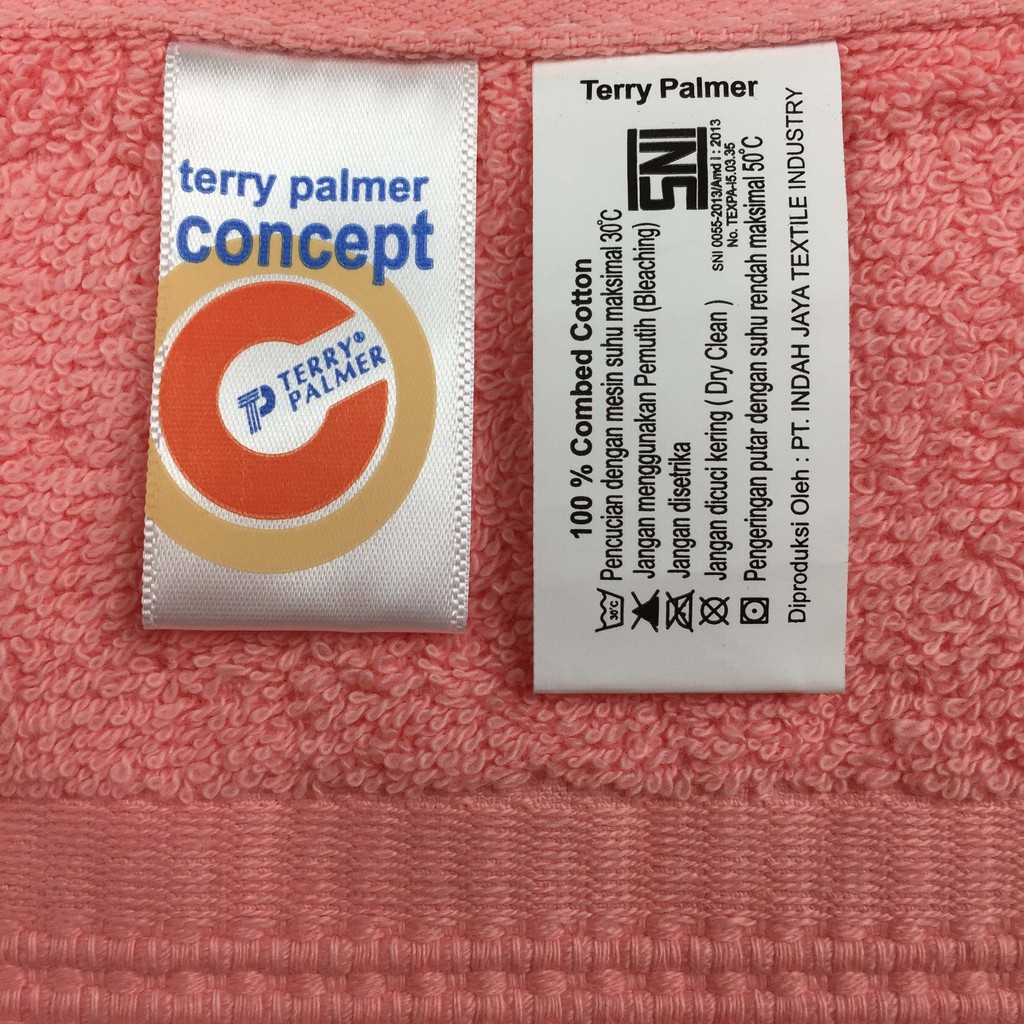 terry palmer
concept
TERRY®
PALMER
Terry Palmer
SNI
SNI 0055-2013/Amd I : 2013
No. TEXPA-I5.03.35
100 % Combed Cotton
30°C Pencucian dengan mesin suhu maksimal 30°C
Jangan menggunakan Pemutih (Bleaching)
Jangan disetrika
Jangan dicuci kering ( Dry Clean )
Pengeringan putar dengan suhu rendah maksimal 50°C
Diproduksi Oleh : PT. INDAH JAYA TEXTILE INDUSTRY